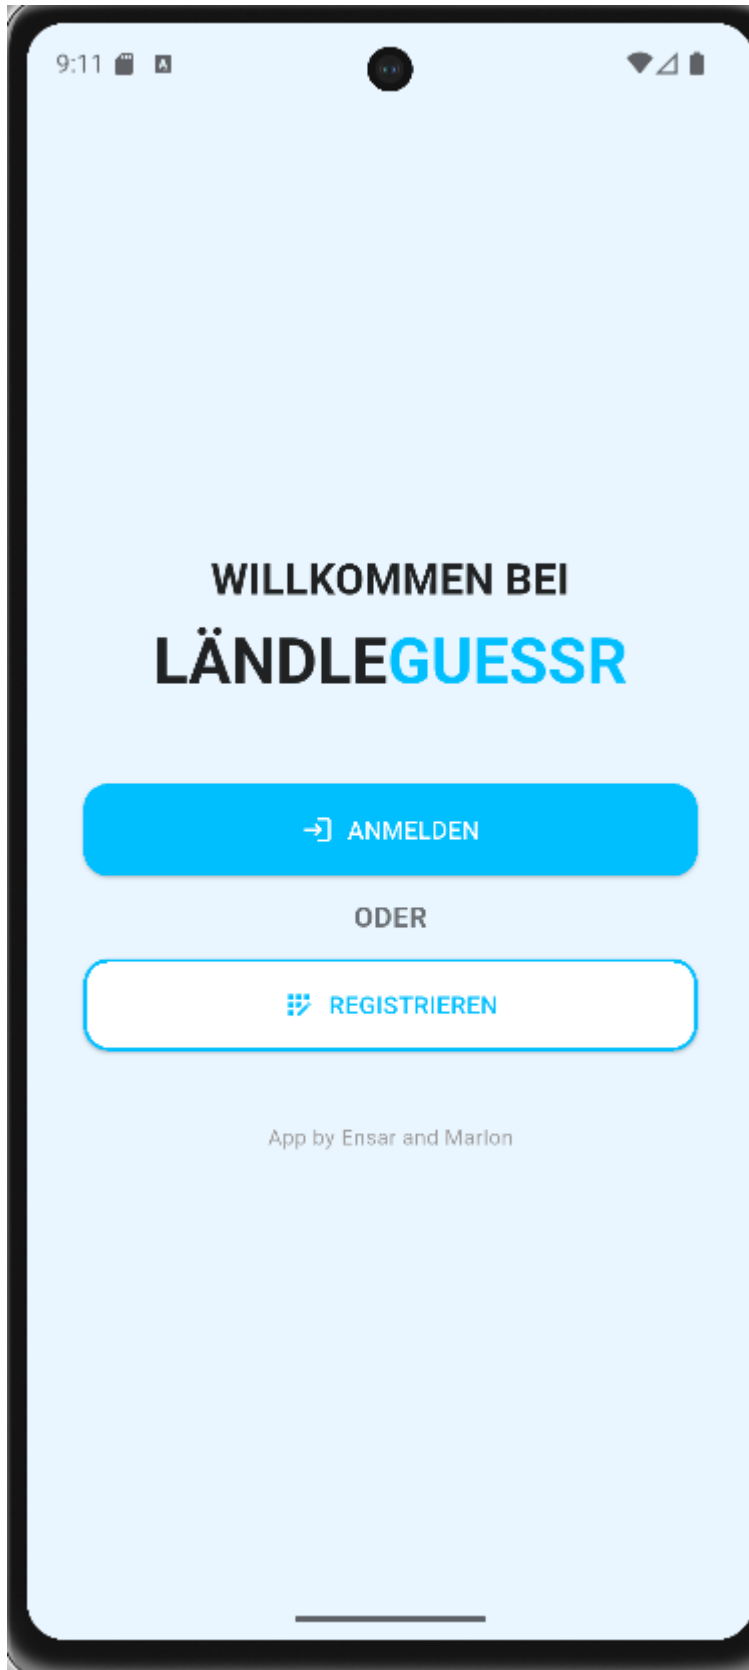 9:11
WILLKOMMEN BEI
LÄNDLEGUESSR
ANMELDEN
ODER
REGISTRIEREN
App by Ensar and Marlon